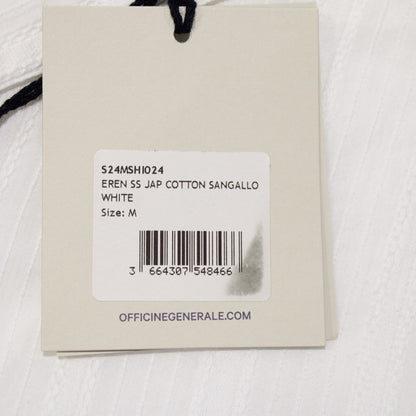 S24MSHI024
EREN SS JAP COTTON SANGALLO
WHITE
Size: M
3 664307 548466
OFFICINEGENERALE.COM